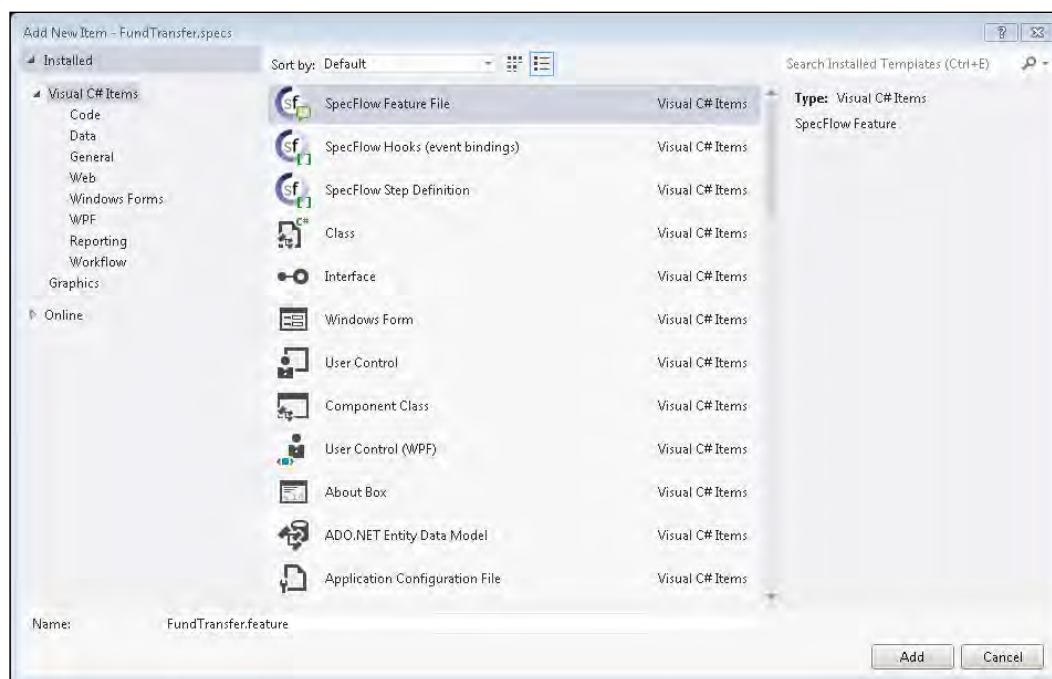 Add New Item - FundTransfer.specs
Installed
Sort by: Default
Search Installed Templates (Ctrl+E)
Visual C# Items
Code
Data
General
Web
Windows Forms
WPF
Reporting
Workflow
Graphics
Online
SpecFlow Feature File Visual C# Items
SpecFlow Hooks (event bindings) Visual C# Items
SpecFlow Step Definition Visual C# Items
Class Visual C# Items
Interface Visual C# Items
Windows Form Visual C# Items
User Control Visual C# Items
Component Class Visual C# Items
User Control (WPF) Visual C# Items
About Box Visual C# Items
ADO.NET Entity Data Model Visual C# Items
Application Configuration File Visual C# Items
Type: Visual C# Items
SpecFlow Feature
Name: FundTransfer.feature
Add Cancel